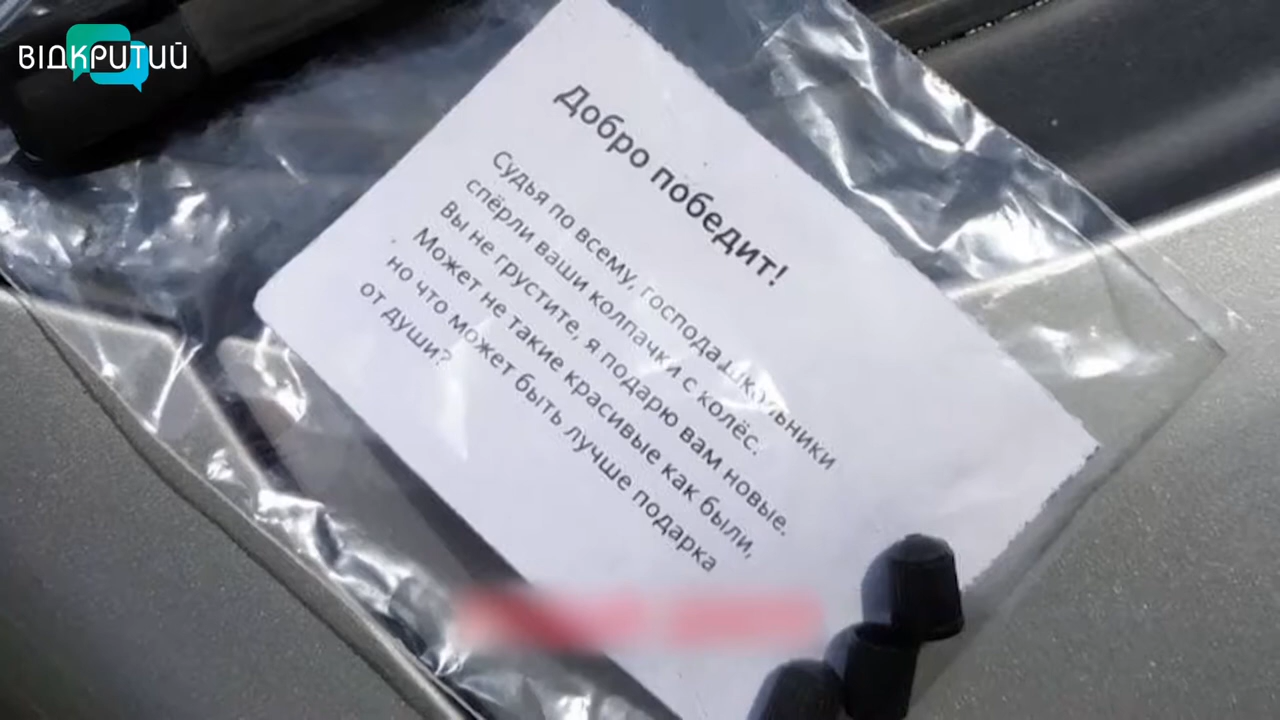 ВІДКРИТИЙ
Добро победит!
Судья по всему, господа школьники
спёрли ваши колпачки с колёс.
Вы не грустите, я подарю вам новые.
Может не такие красивые как были,
но что может быть лучше подарка
от души?